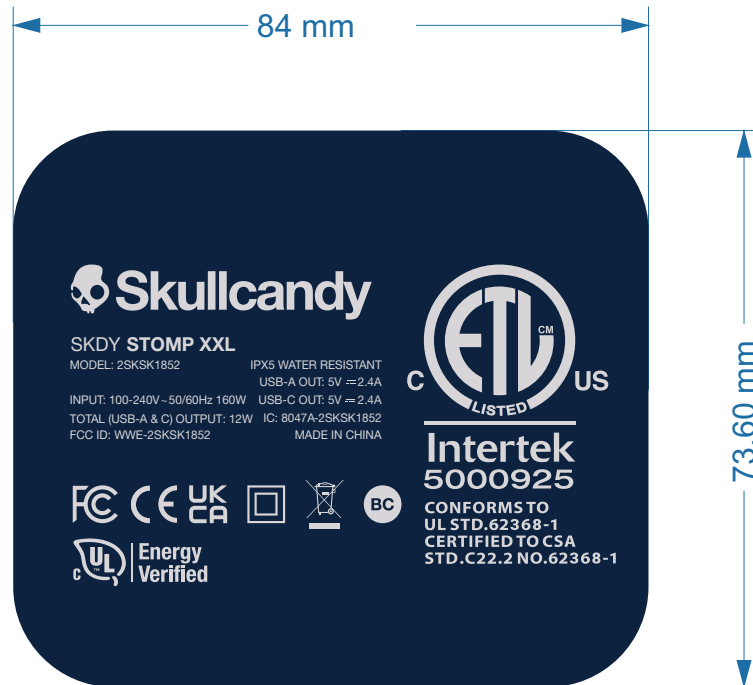 84 mm
73.60 mm
Skullcandy
SKDY STOMP XXL
MODEL: 2SKSK1852 IPX5 WATER RESISTANT
USB-A OUT: 5V ⎓2.4A
INPUT: 100-240V~50/60Hz 160W USB-C OUT: 5V ⎓2.4A
TOTAL (USB-A & C) OUTPUT: 12W IC: 8047A-2SKSK1852
FCC ID: WWE-2SKSK1852 MADE IN CHINA
ETL CM
C US
LISTED
Intertek
5000925
CONFORMS TO
UL STD.62368-1
CERTIFIED TO CSA
STD.C22.2 NO.62368-1
FC CE UK
CA
BC
c UL ™ Energy
Verified